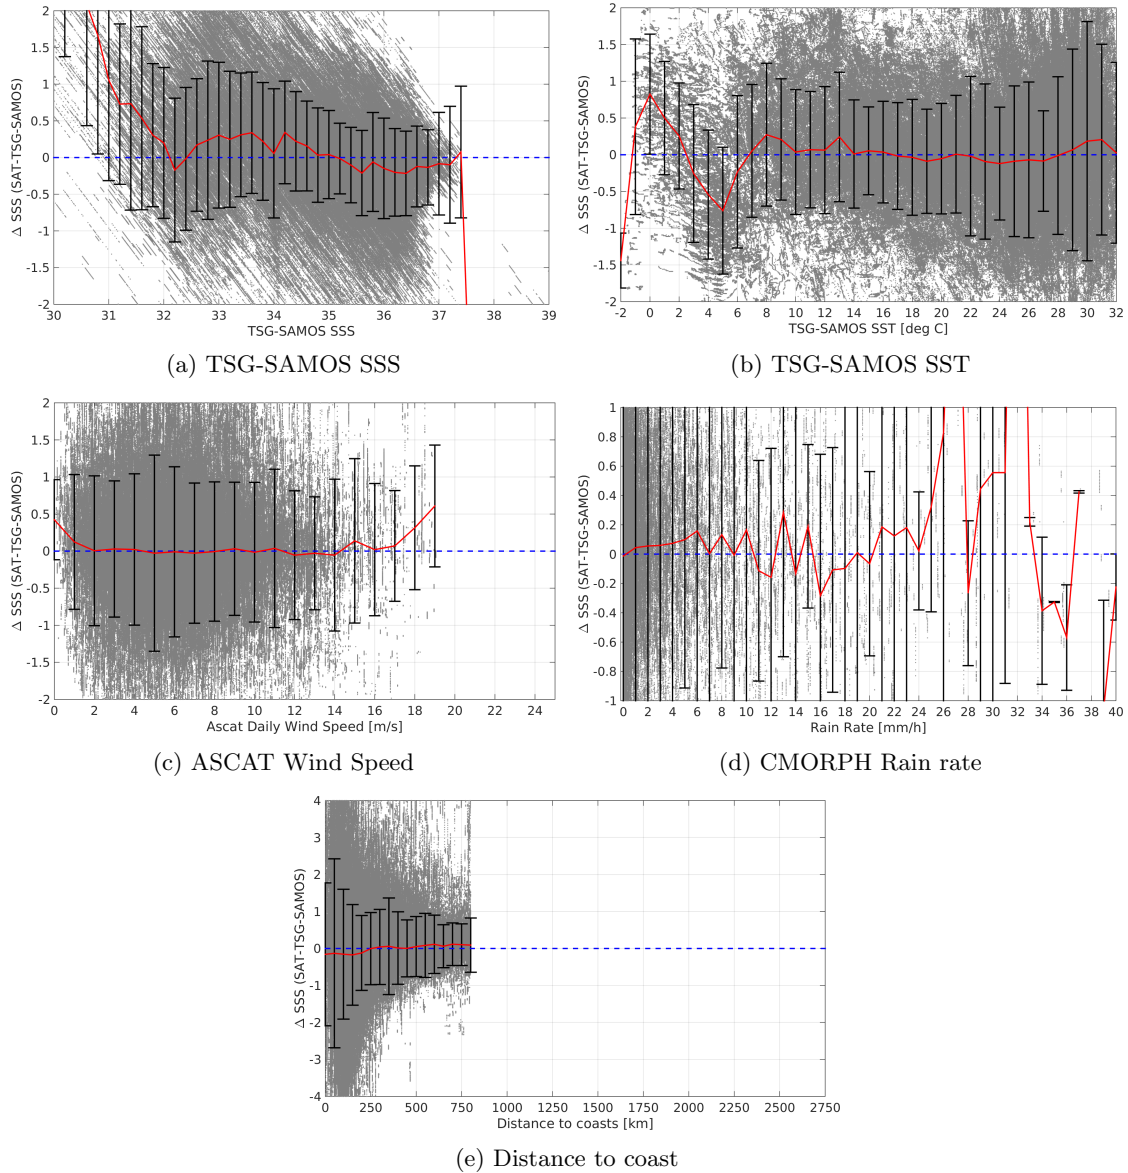 2
1.5
1
0.5
0
-0.5
-1
-1.5
-2
Δ SSS (SAT-TSG-SAMOS)
30 31 32 33 34 35 36 37 38 39
TSG-SAMOS SSS
(a) TSG-SAMOS SSS
2
1.5
1
0.5
0
-0.5
-1
-1.5
-2
Δ SSS (SAT-TSG-SAMOS)
-2 0 2 4 6 8 10 12 14 16 18 20 22 24 26 28 30 32
TSG-SAMOS SST [deg C]
(b) TSG-SAMOS SST
2
1.5
1
0.5
0
-0.5
-1
-1.5
-2
Δ SSS (SAT-TSG-SAMOS)
0 2 4 6 8 10 12 14 16 18 20 22 24
Ascat Daily Wind Speed [m/s]
(c) ASCAT Wind Speed
1
0.8
0.6
0.4
0.2
0
-0.2
-0.4
-0.6
-0.8
-1
Δ SSS (SAT-TSG-SAMOS)
0 2 4 6 8 10 12 14 16 18 20 22 24 26 28 30 32 34 36 38 40
Rain Rate [mm/h]
(d) CMORPH Rain rate
4
3
2
1
0
-1
-2
-3
-4
Δ SSS (SAT-TSG-SAMOS)
0 250 500 750 1000 1250 1500 1750 2000 2250 2500 2750
Distance to coasts [km]
(e) Distance to coast